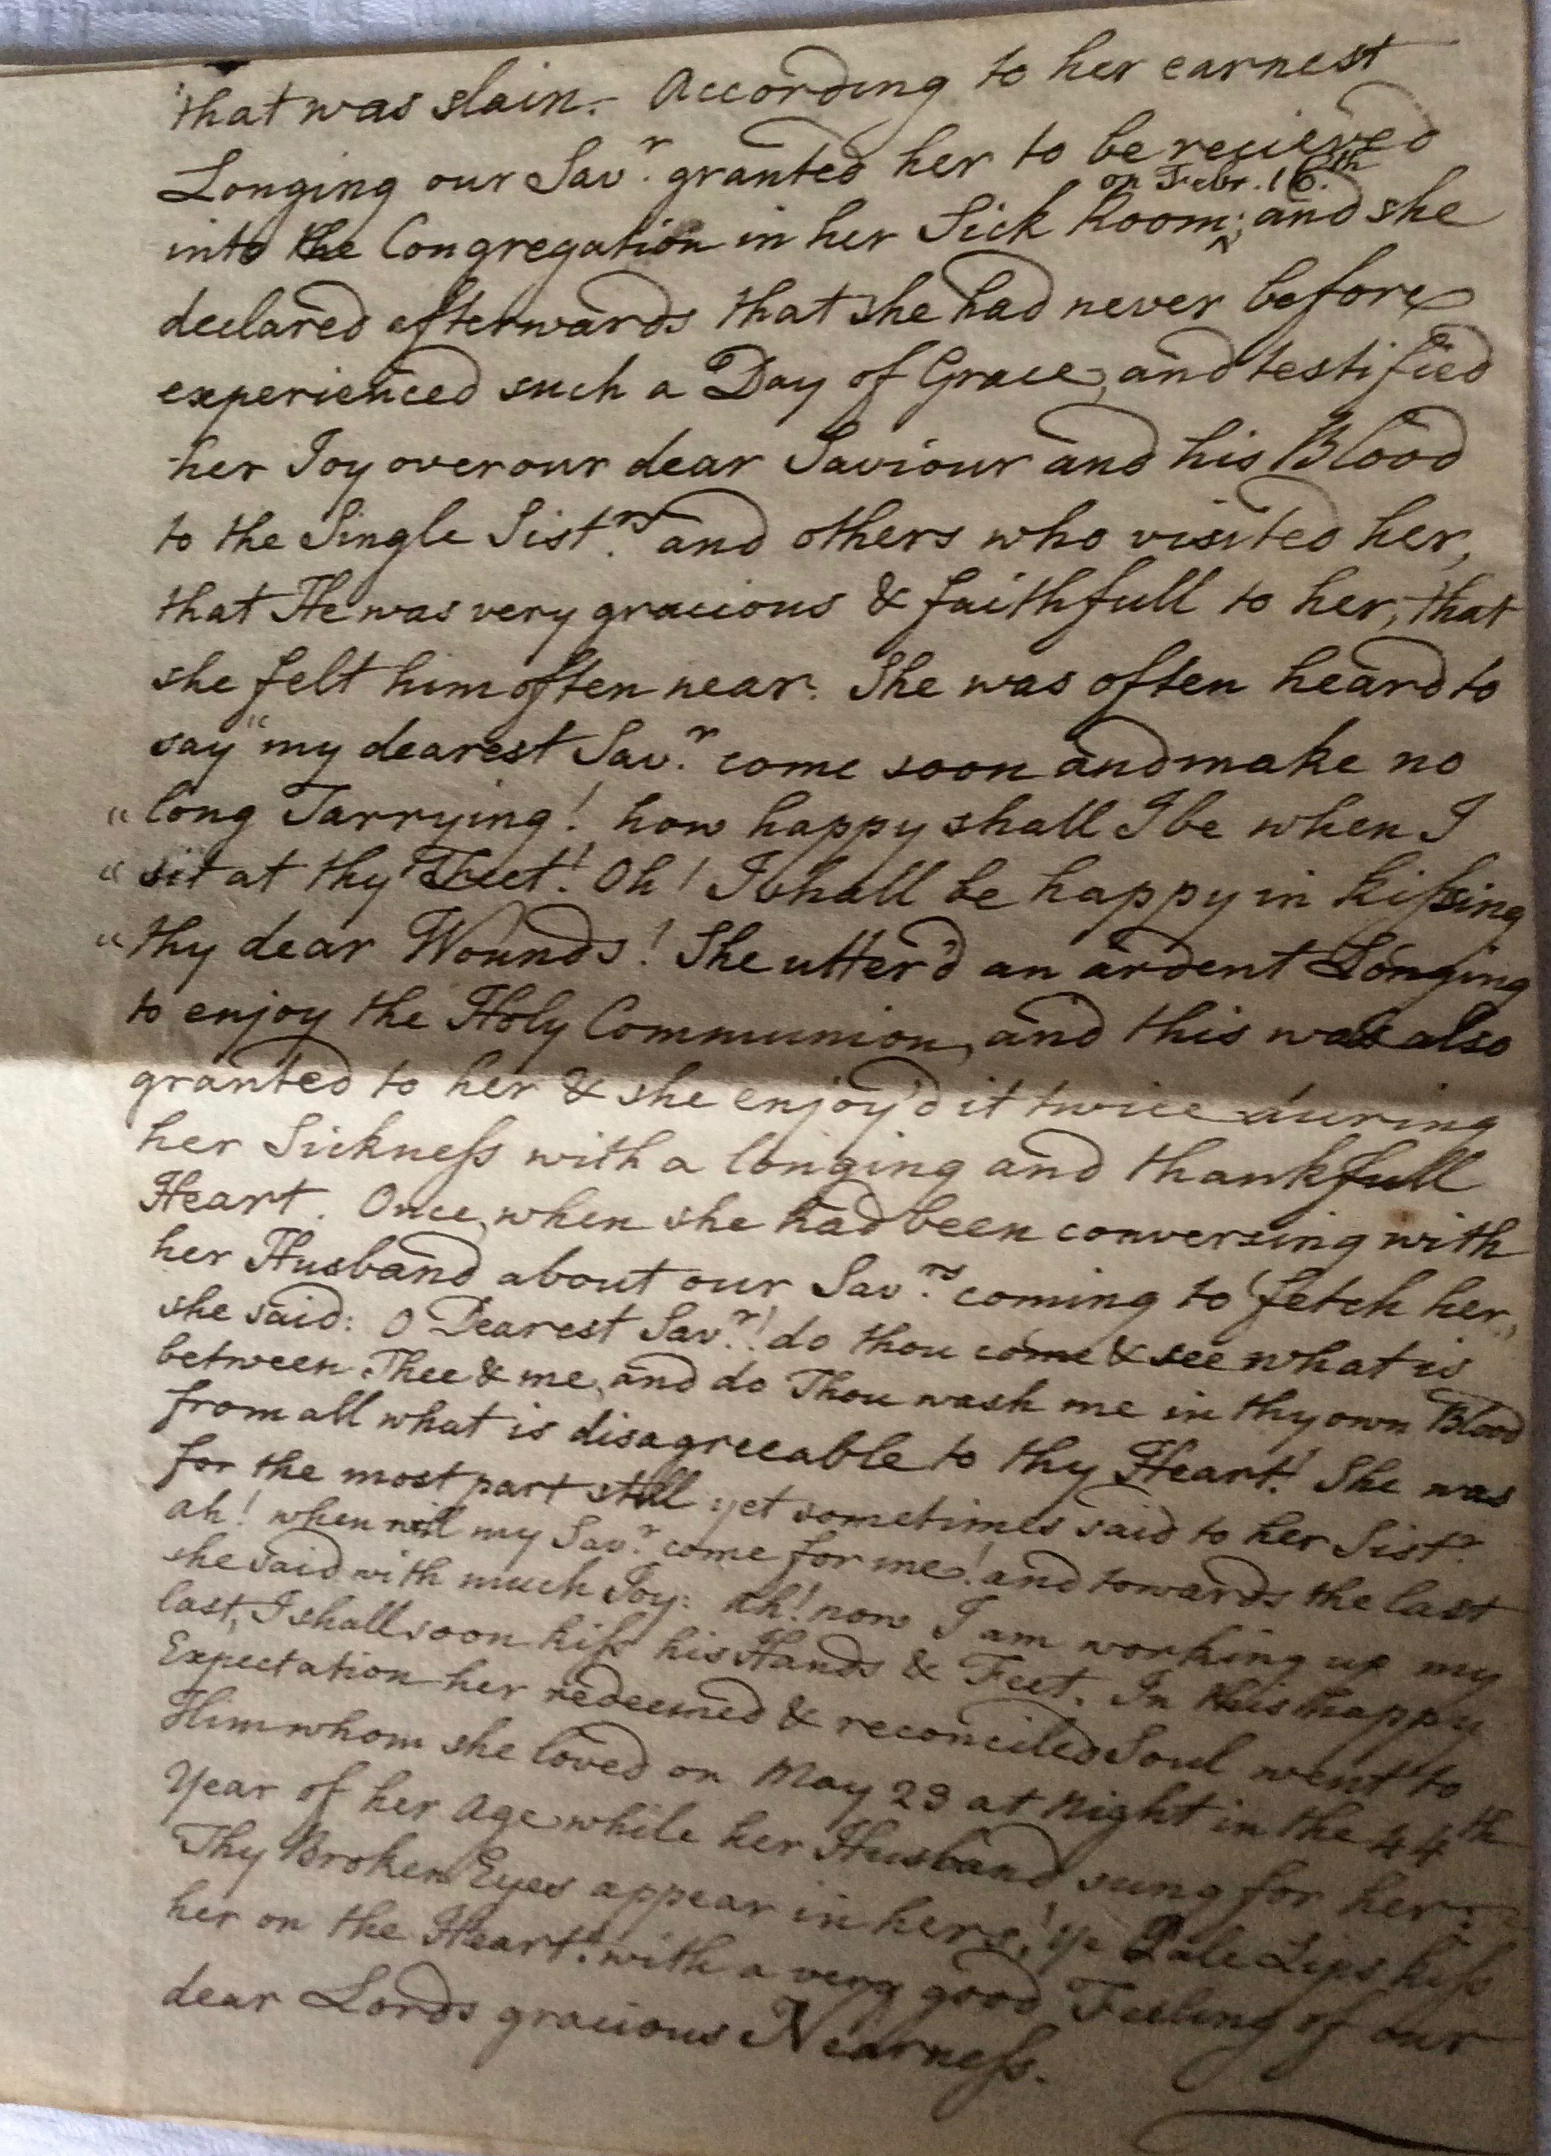 that was slain. According to her earnest
Longing our Sav.r granted her to be recieved
on Febr. 16.th
into the Congregation in her Sick Room; and she
declared afterwards that she had never before
experienced such a Day of Grace, and testified
her Joy over our dear Saviour and his Blood
to the Single Sist.rs and others who visited her,
that He was very gracious & faithfull to her, that
she felt him often near. She was often heard to
say "my dearest Sav.r come soon and make no
"long Tarrying! how happy shall I be when I
"sit at thy Feet! Oh! I shall be happy in kissing
"thy dear Wounds! She utter'd an ardent Longing
to enjoy the Holy Communion, and this was also
granted to her & she enjoy'd it twice during
her Sickness with a longing and thankfull
Heart. Once, when she had been conversing with
her Husband about our Sav.rs coming to fetch her,
she said: O Dearest Sav.r! do thou come & see what is
between Thee & me, and do Thou wash me in thy own Blood
from all what is disagreeable to thy Heart! She was
for the most part still yet sometimes said to her Sist.r
ah! when will my Sav.r come for me! and towards the last
she said with much Joy: Ah! now I am working up my
last, I shall soon kiss his Hands & Feet. In this happy
Expectation her redeemed & reconciled Soul went to
Him whom she loved on May 23 at Night in the 44th
Year of her Age while her Husband sung for her:
Thy Broken Eyes appear in hers! ye Pale Lips kiss
her on the Heart! with a very good Feeling of our
dear Lords gracious Nearness.